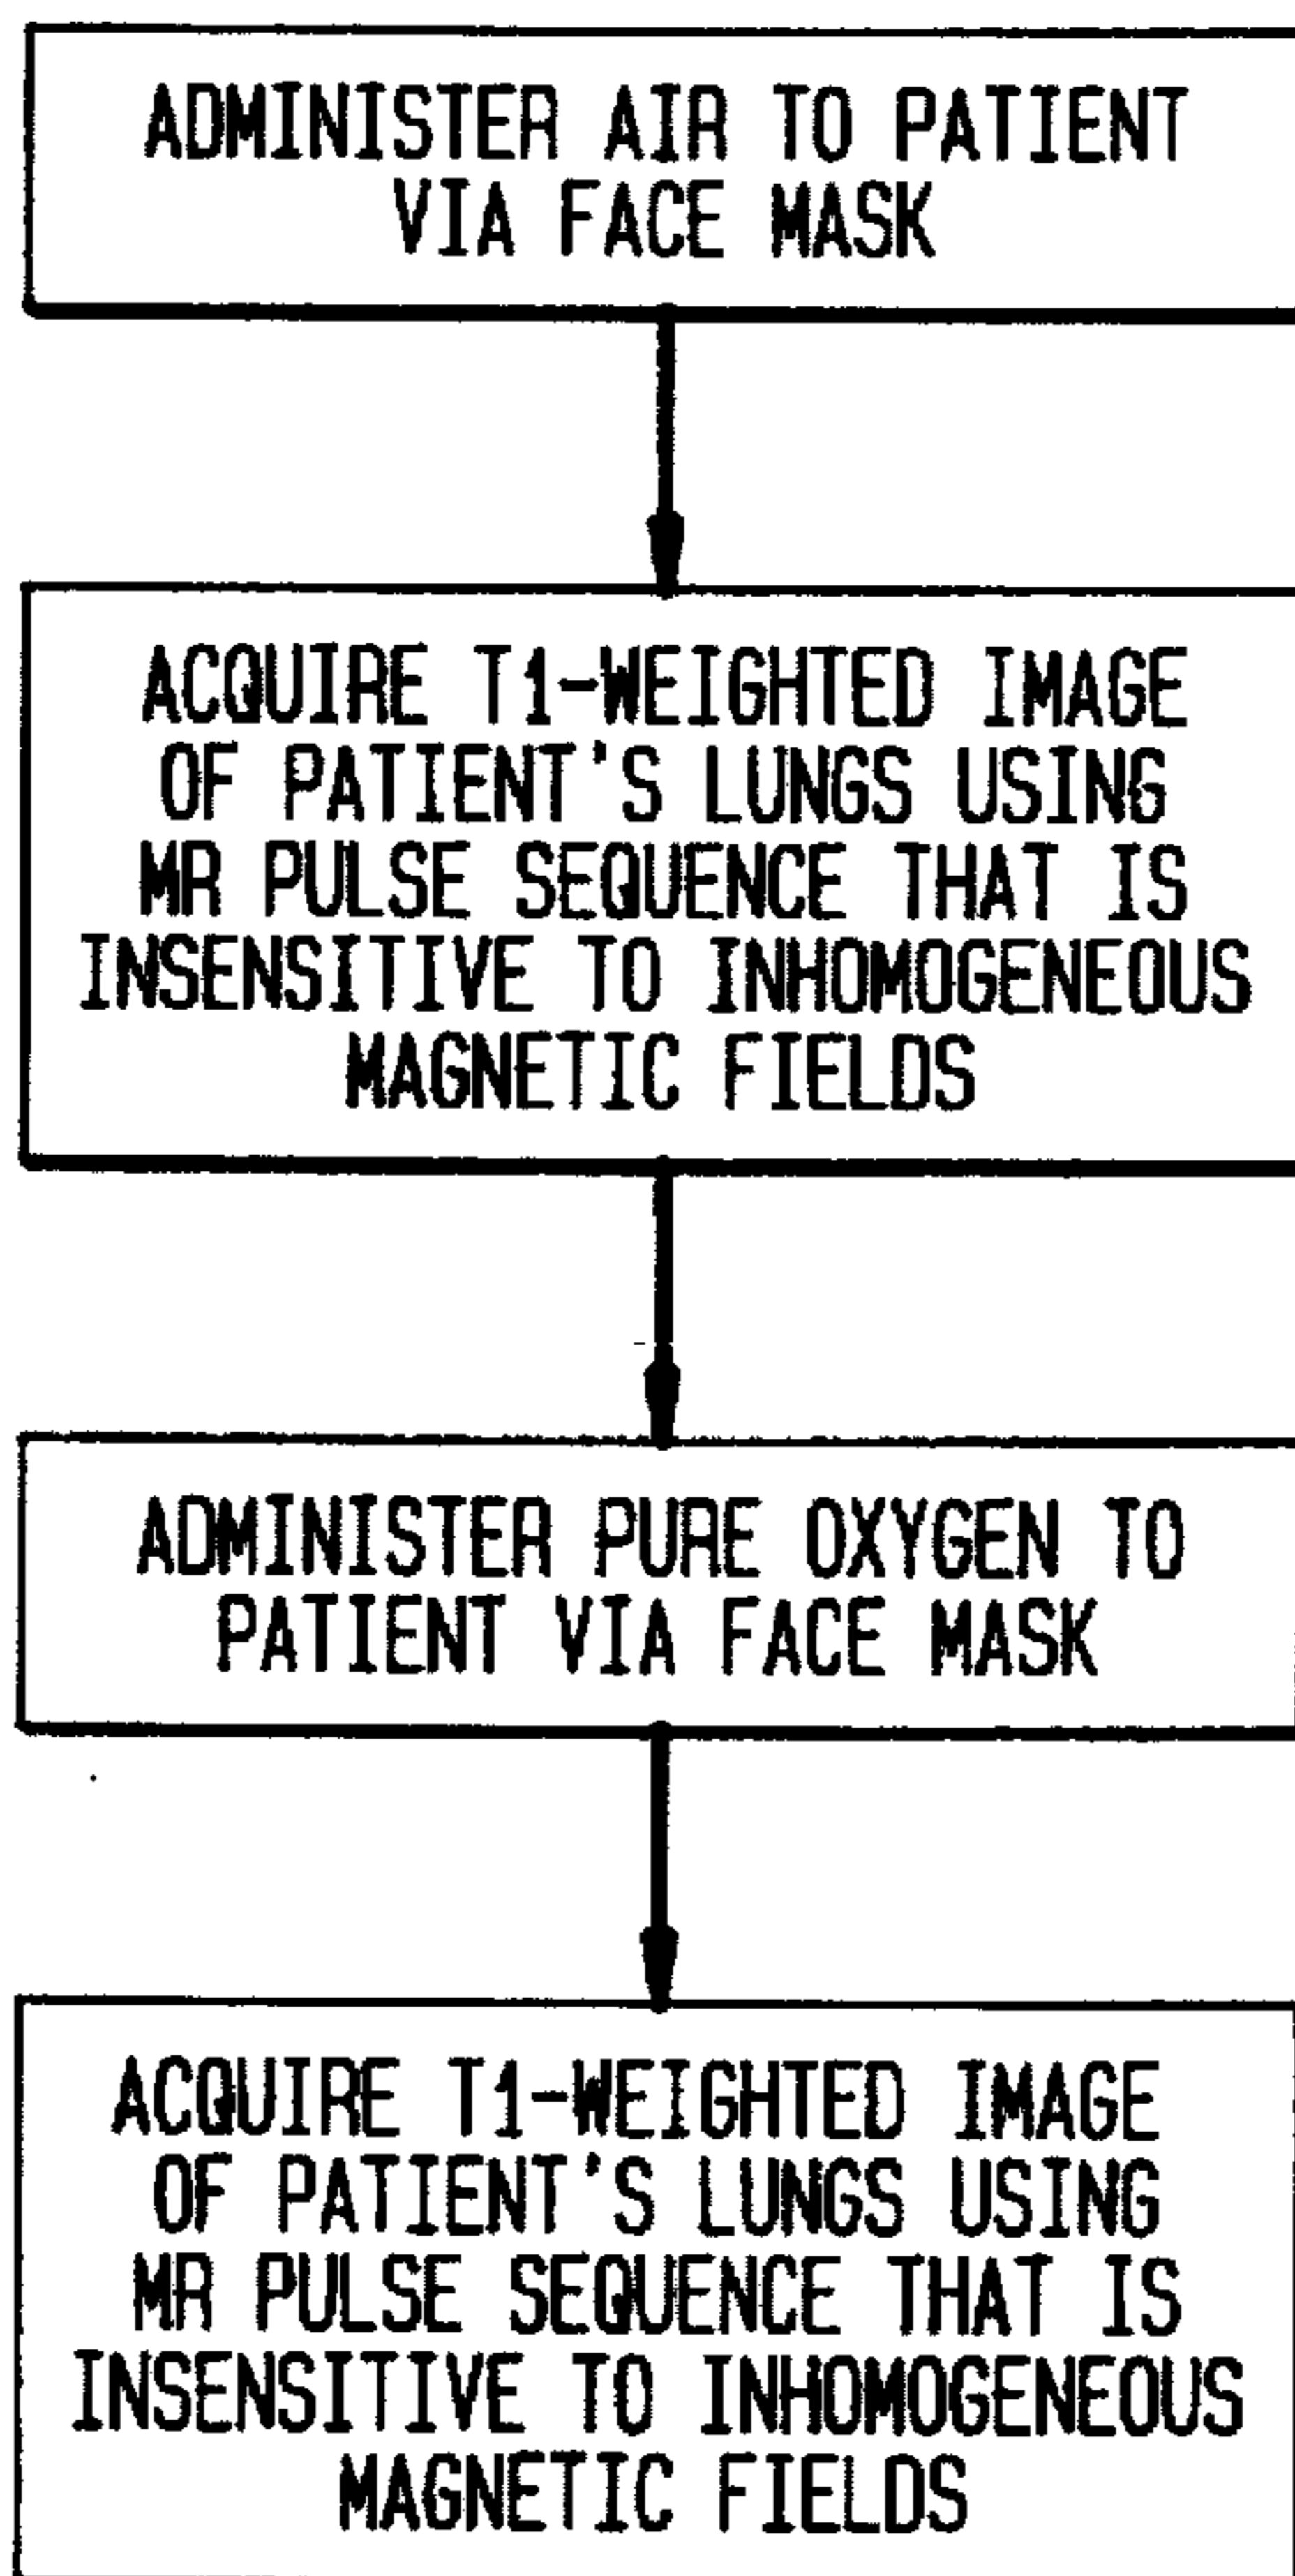 ADMINISTER AIR TO PATIENT
VIA FACE MASK
ACQUIRE T1-WEIGHTED IMAGE
OF PATIENT'S LUNGS USING
MR PULSE SEQUENCE THAT IS
INSENSITIVE TO INHOMOGENEOUS
MAGNETIC FIELDS
ADMINISTER PURE OXYGEN TO
PATIENT VIA FACE MASK
ACQUIRE T1-WEIGHTED IMAGE
OF PATIENT'S LUNGS USING
MR PULSE SEQUENCE THAT IS
INSENSITIVE TO INHOMOGENEOUS
MAGNETIC FIELDS